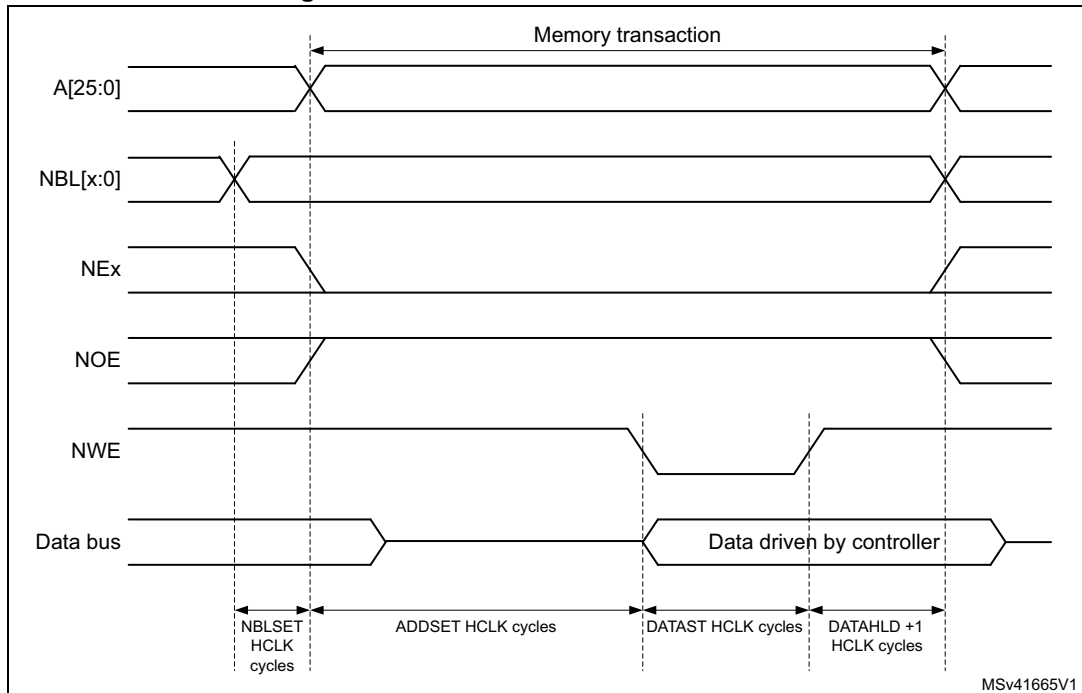 Memory transaction
A[25:0]
NBL[x:0]
NEx
NOE
NWE
Data bus
Data driven by controller
NBLSET
HCLK
cycles
ADDSET HCLK cycles
DATAST HCLK cycles
DATAHLD +1
HCLK cycles
MSv41665V1